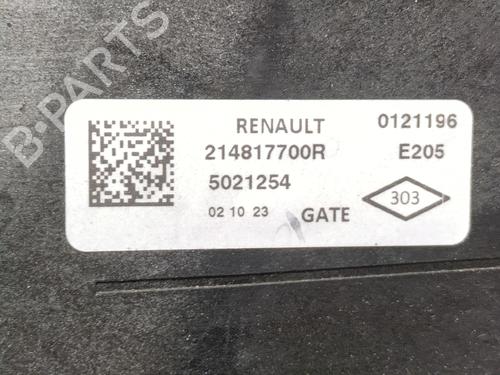 B-PARTS
RENAULT 0121196
214817700R E205
5021254
02 10 23 GATE 303